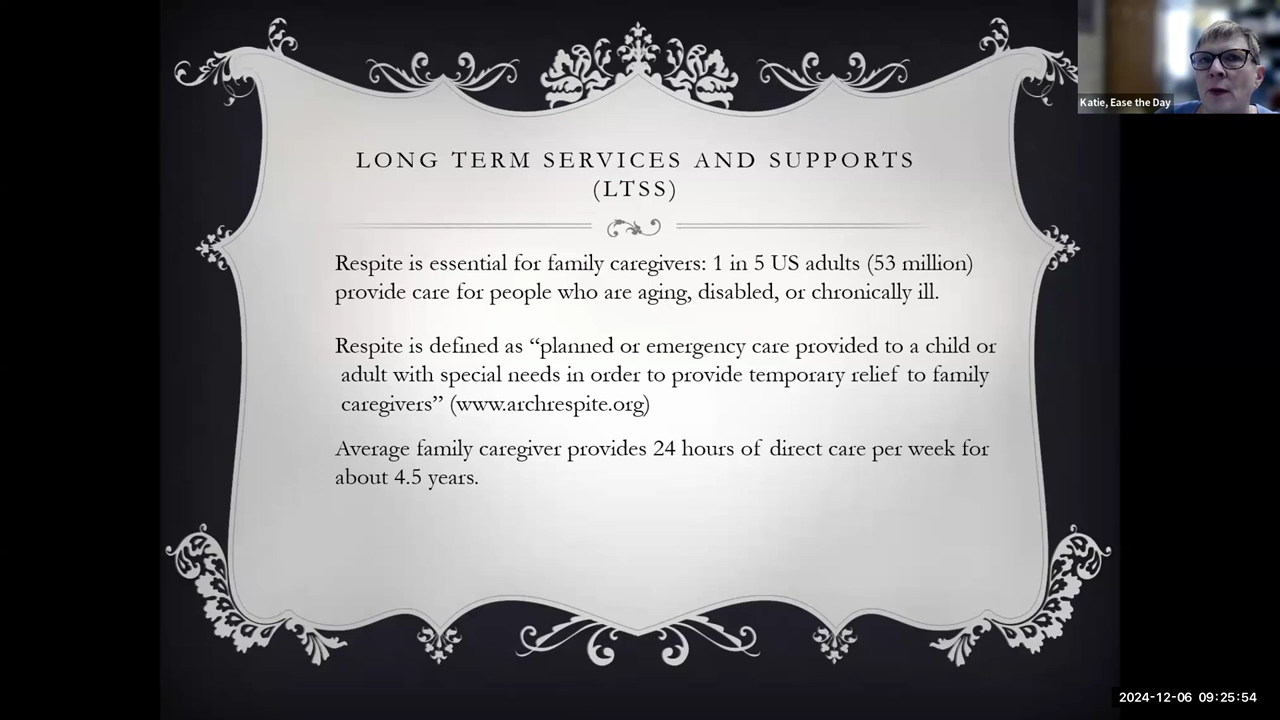 Katie, Ease the Day
LONG TERM SERVICES AND SUPPORTS
(LTSS)
Respite is essential for family caregivers: 1 in 5 US adults (53 million)
provide care for people who are aging, disabled, or chronically ill.
Respite is defined as “planned or emergency care provided to a child or
adult with special needs in order to provide temporary relief to family
caregivers” (www.archrespite.org)
Average family caregiver provides 24 hours of direct care per week for
about 4.5 years.
2024-12-06 09:25:54